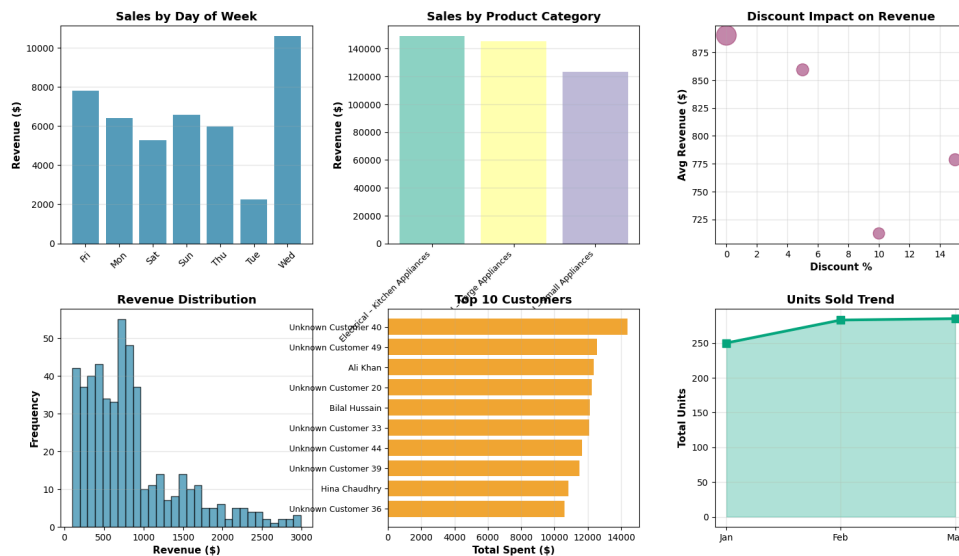 Sales by Day of Week
Revenue ($)
10000
8000
6000
4000
2000
0
Fri
Mon
Sat
Sun
Thu
Tue
Wed
Sales by Product Category
Revenue ($)
140000
120000
100000
80000
60000
40000
20000
0
Electrical – Kitchen Appliances
Appliances
Small Appliances
Discount Impact on Revenue
Avg Revenue ($)
875
850
825
800
775
750
725
0 2 4 6 8 10 12 14
Discount %
Revenue Distribution
Frequency
50
40
30
20
10
0
0 500 1000 1500 2000 2500 3000
Revenue ($)
Top 10 Customers
Unknown Customer 40
Unknown Customer 49
Ali Khan
Unknown Customer 20
Bilal Hussain
Unknown Customer 33
Unknown Customer 44
Unknown Customer 39
Hina Chaudhry
Unknown Customer 36
0 2000 4000 6000 8000 10000 12000 14000
Total Spent ($)
Units Sold Trend
Total Units
250
200
150
100
50
0
Jan Feb